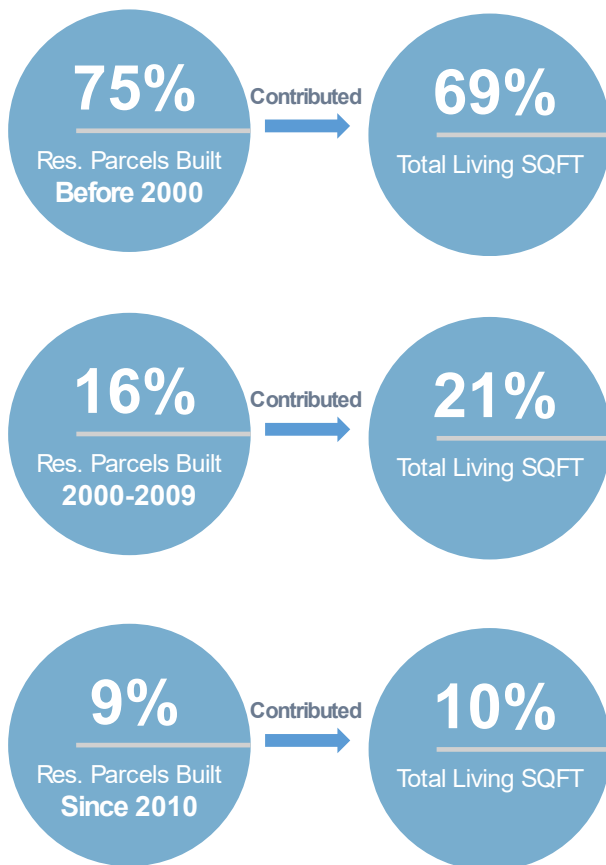 75%
Contributed
69%
Res. Parcels Built
Before 2000
Total Living SQFT
16%
Contributed
21%
Res. Parcels Built
2000-2009
Total Living SQFT
9%
Contributed
10%
Res. Parcels Built
Since 2010
Total Living SQFT